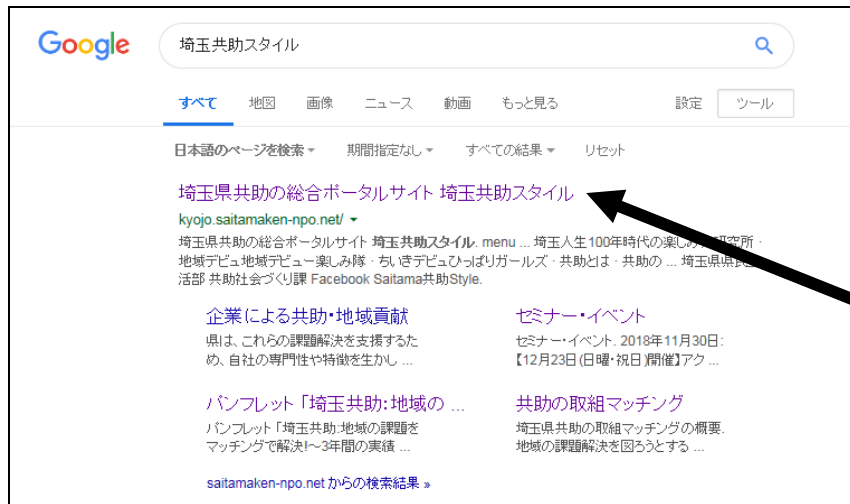 Google 埼玉共助スタイル
すべて 地図 画像 ニュース 動画 もっと見る 設定 ツール
日本語のページを検索 期間指定なし すべての結果 リセット
埼玉県共助の総合ポータルサイト 埼玉共助スタイル
kyojo.saitamaken-npo.net/
埼玉県共助の総合ポータルサイト 埼玉共助スタイル. menu ... 埼玉人生100年時代の楽しみ 研究所 ·
地域デビュ地域デビュー楽しみ隊 · ちいきデビュひっぱりガールズ · 共助とは · 共助の ... 埼玉県県民生
活部 共助社会づくり課 Facebook Saitama共助Style.
企業による共助・地域貢献
県は、これらの課題解決を支援するた
め、自社の専門性や特徴を生かし ...
セミナー・イベント
セミナー・イベント. 2018年11月30日:
【12月23日(日曜・祝日)開催】アク ...
パンフレット「埼玉共助:地域の ...
パンフレット「埼玉共助:地域の課題を
マッチングで解決!～3年間の実績 ...
共助の取組マッチング
埼玉県共助の取組マッチングの概要.
地域の課題解決を図ろうとする ...
saitamaken-npo.net からの検索結果 »